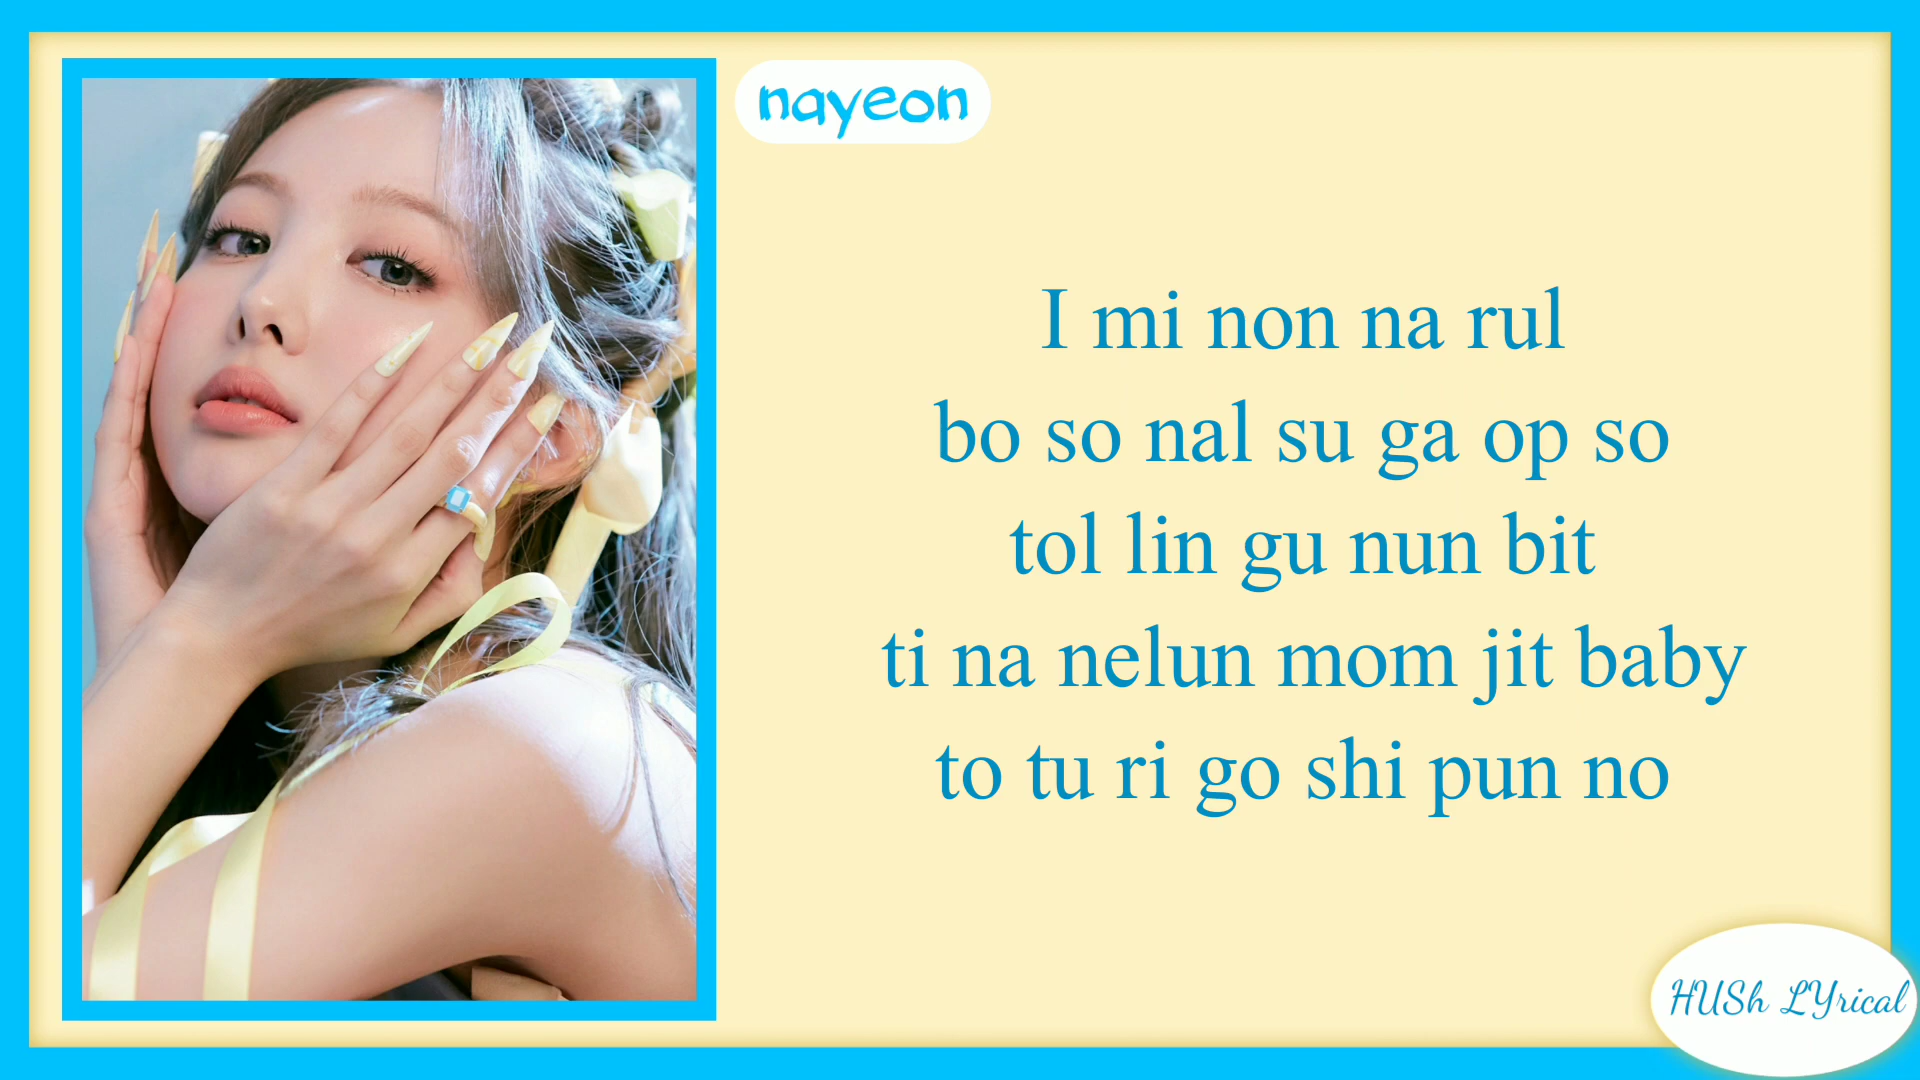 nayeon
I mi non na rul
bo so nal su ga op so
tol lin gu nun bit
ti na nelun mom jit baby
to tu ri go shi pun no
HUSh LYrical